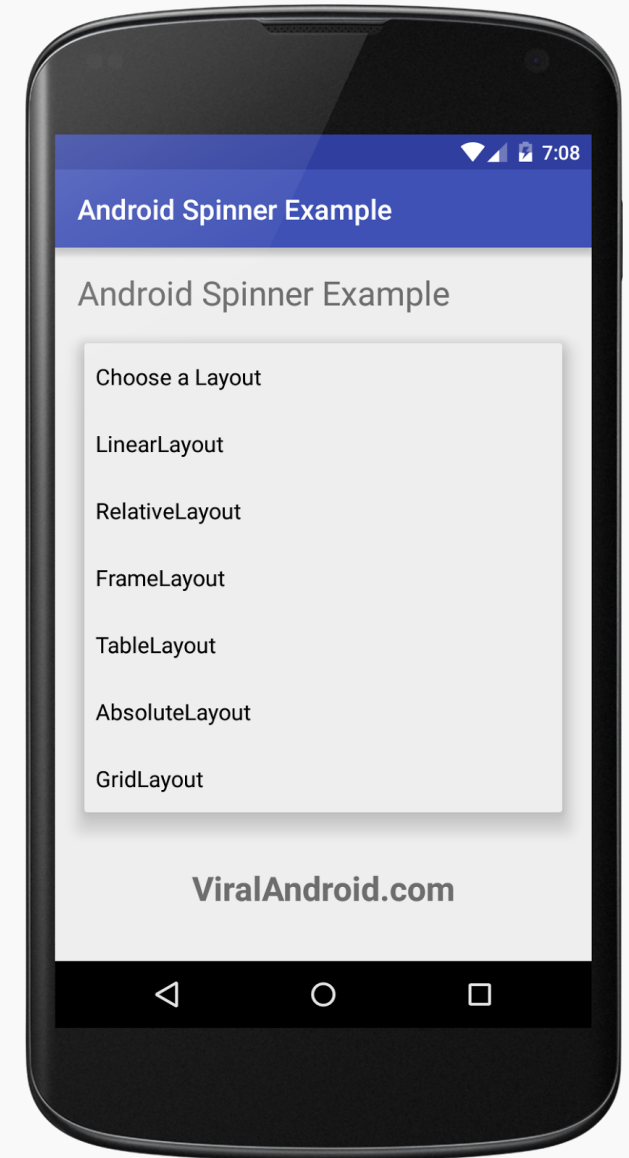 7:08
Android Spinner Example
Android Spinner Example
Choose a Layout
LinearLayout
RelativeLayout
FrameLayout
TableLayout
AbsoluteLayout
GridLayout
ViralAndroid.com